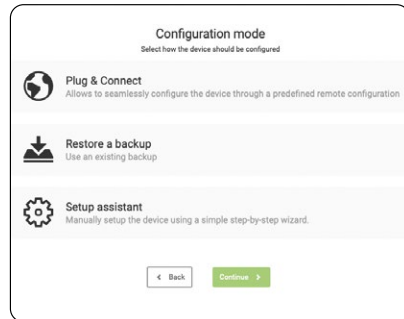 Configuration mode
Select how the device should be configured
Plug & Connect
Allows to seamlessly configure the device through a predefined remote configuration
Restore a backup
Use an existing backup
Setup assistant
Manually setup the device using a simple step-by-step wizard.
Back
Continue